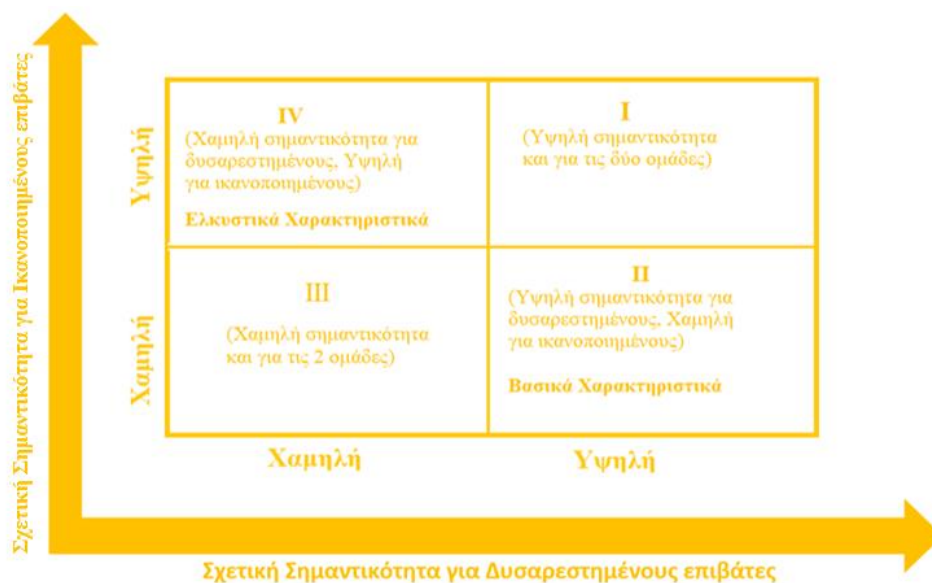 Σχετική Σημαντικότητα για Ικανοποιημένους επιβάτες
Υψηλή
IV
(Χαμηλή σημαντικότητα για
δυσαρεστημένους, Υψηλή
για ικανοποιημένους)
Ελκυστικά Χαρακτηριστικά
I
(Υψηλή σημαντικότητα
και για τις δύο ομάδες)
Χαμηλή
III
(Χαμηλή σημαντικότητα
και για τις 2 ομάδες)
II
(Υψηλή σημαντικότητα για
δυσαρεστημένους, Χαμηλή
για ικανοποιημένους)
Βασικά Χαρακτηριστικά
Χαμηλή
Υψηλή
Σχετική Σημαντικότητα για Δυσαρεστημένους επιβάτες